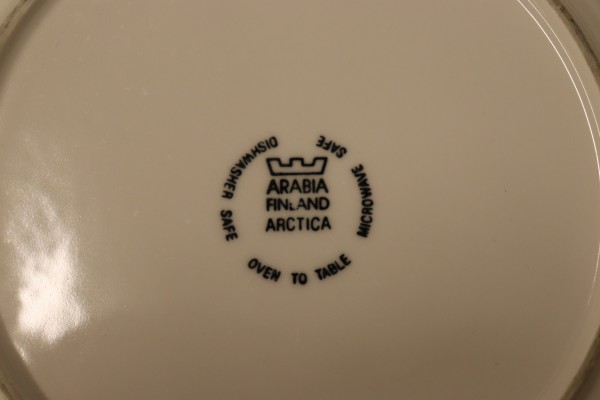 ARABIA
FINLAND
ARCTICA
DISHWASHER SAFE
OVEN TO TABLE
MICROWAVE SAFE